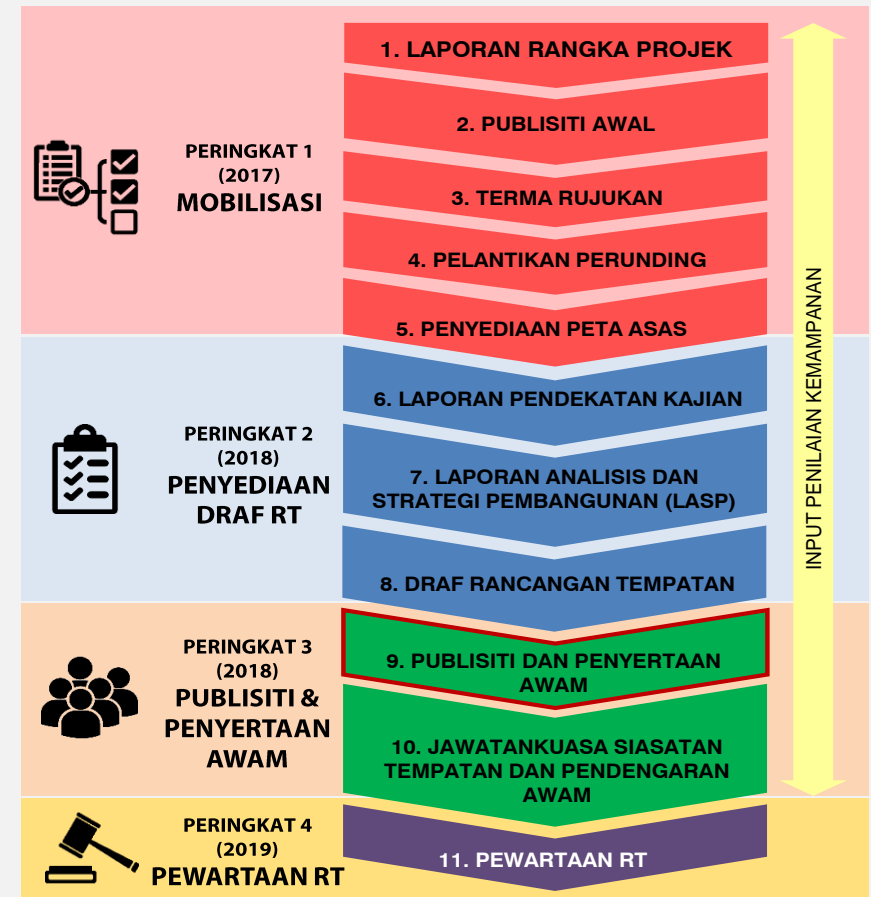 PERINGKAT 1
(2017)
MOBILISASI
1. LAPORAN RANGKA PROJEK
2. PUBLISITI AWAL
3. TERMA RUJUKAN
4. PELANTIKAN PERUNDING
5. PENYEDIAAN PETA ASAS
PERINGKAT 2
(2018)
PENYEDIAAN
DRAF RT
6. LAPORAN PENDEKATAN KAJIAN
7. LAPORAN ANALISIS DAN
STRATEGI PEMBANGUNAN (LASP)
8. DRAF RANCANGAN TEMPATAN
PERINGKAT 3
(2018)
PUBLISITI &
PENYERTAAN
AWAM
9. PUBLISITI DAN PENYERTAAN
AWAM
10. JAWATANKUASA SIASATAN
TEMPATAN DAN PENDENGARAN
AWAM
PERINGKAT 4
(2019)
PEWARTAAN RT
11. PEWARTAAN RT
INPUT PENILAIAN KEMAMPANAN